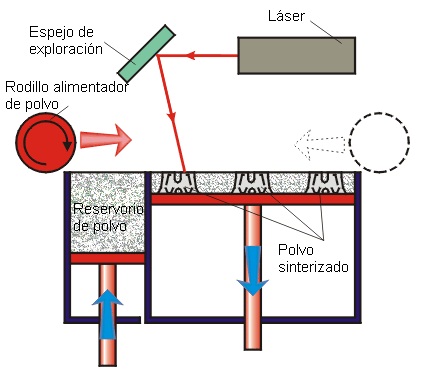 Láser
Espejo de
exploración
Rodillo alimentador
de polvo
Reservorio
de polvo
Polvo
sinterizado